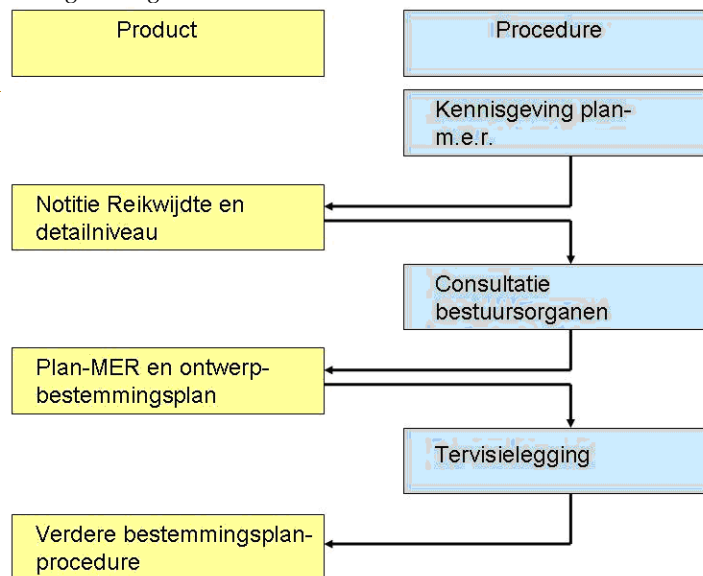 Product
Procedure
Kennisgeving plan-
m.e.r.
Notitie Reikwijdte en
detailniveau
Consultatie
bestuursorganen
Plan-MER en ontwerp-
bestemmingsplan
Tervisielegging
Verdere bestemmingsplan-
procedure